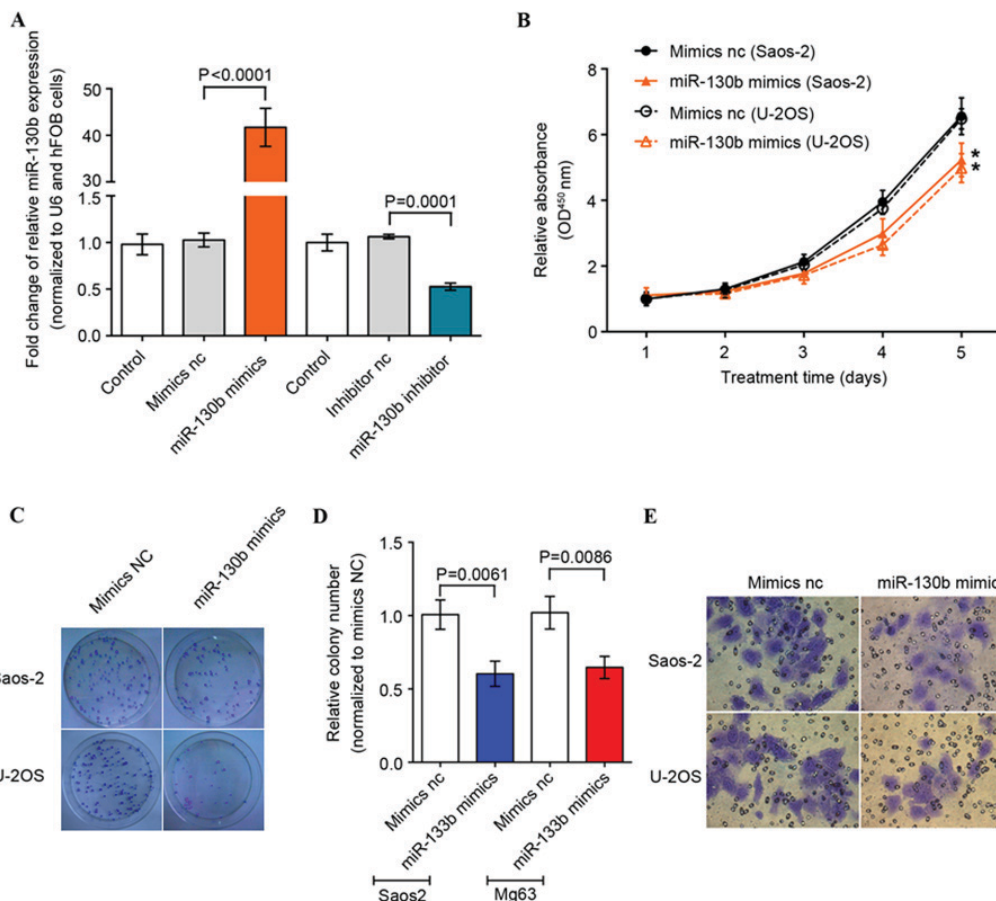 A
Fold change of relative miR-130b expression
(normalized to U6 and hFOB cells)
50
40
30
1.5
1.0
0.5
0.0
P<0.0001
P=0.0001
Control
Mimics nc
miR-130b mimics
Control
Inhibitor nc
miR-130b inhibitor
B
Mimics nc (Saos-2)
miR-130b mimics (Saos-2)
Mimics nc (U-2OS)
miR-130b mimics (U-2OS)
Relative absorbance
(OD450 nm)
8
6
4
2
0
*
*
1 2 3 4 5
Treatment time (days)
C
Mimics NC
miR-130b mimics
Saos-2
U-2OS
D
Relative colony number
(normalized to mimics NC)
1.5
1.0
0.5
0.0
P=0.0061
P=0.0086
Mimics nc
miR-133b mimics
Mimics nc
miR-133b mimics
Saos2
Mg63
E
Mimics nc
miR-130b mimic
Saos-2
U-2OS